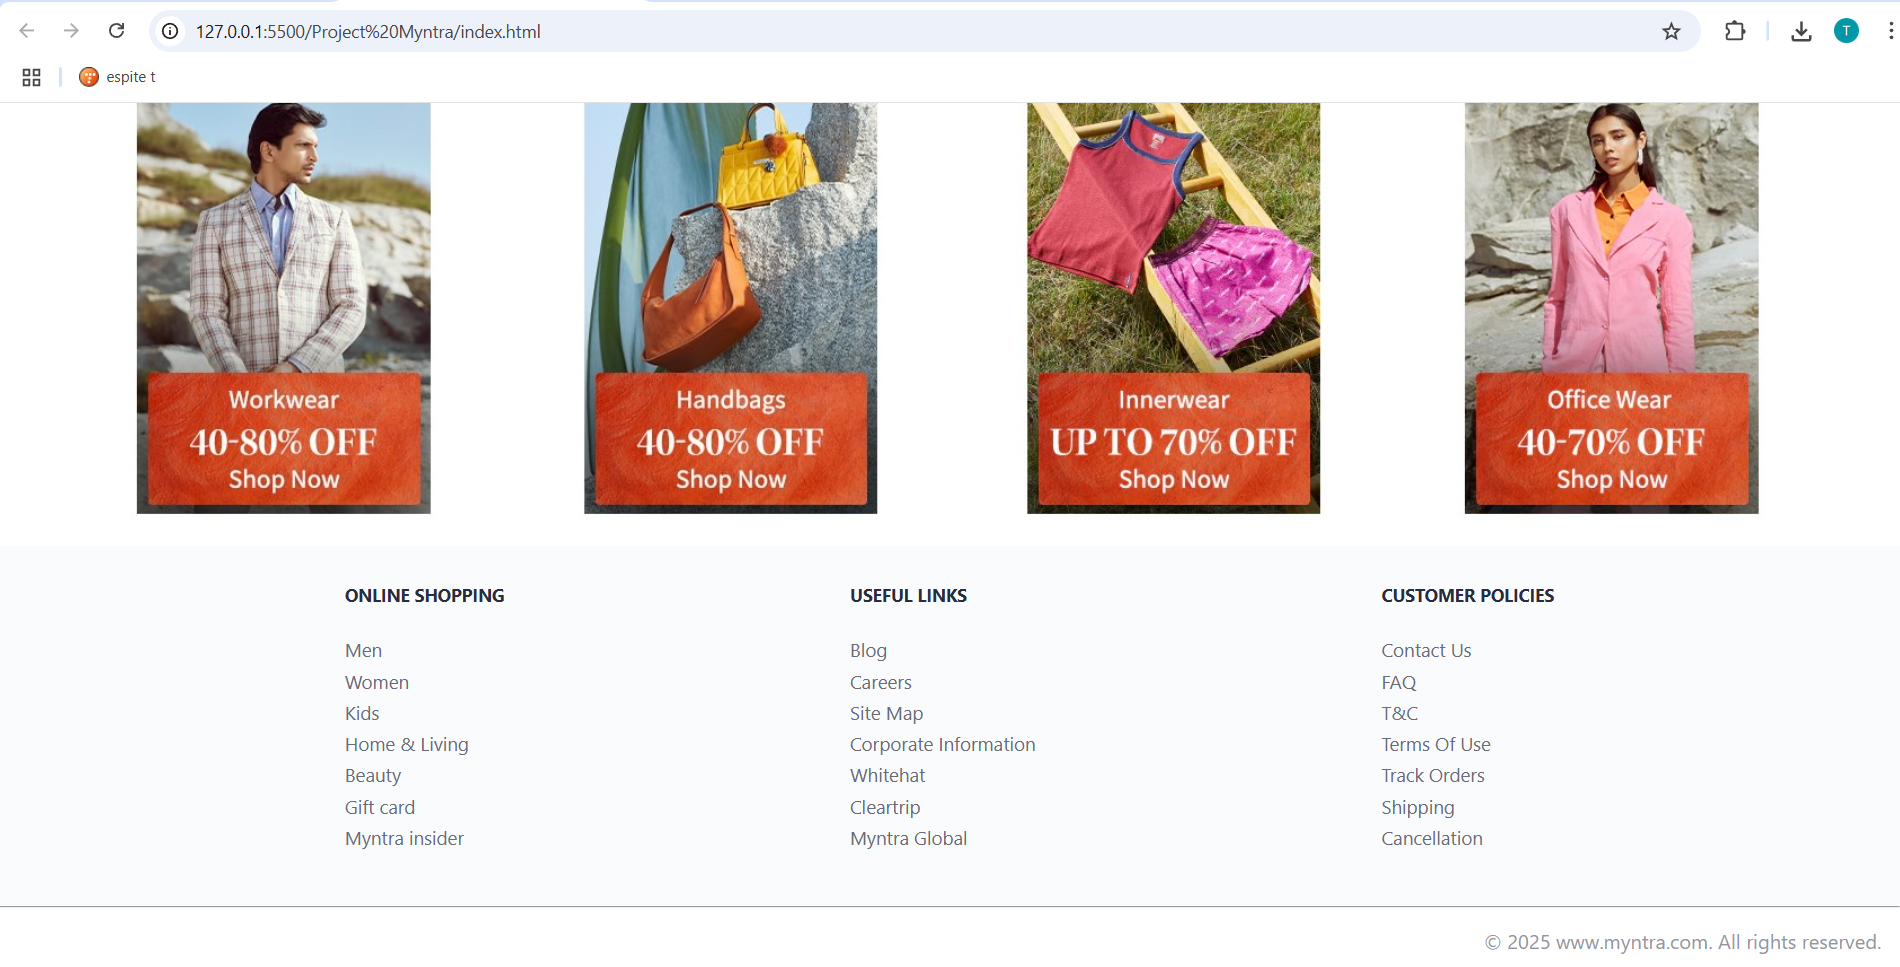 127.0.0.1:5500/Project%20Myntra/index.html
T
espite t
Workwear
40-80% OFF
Shop Now
Handbags
40-80% OFF
Shop Now
Innerwear
UP TO 70% OFF
Shop Now
Office Wear
40-70% OFF
Shop Now
ONLINE SHOPPING
Men
Women
Kids
Home & Living
Beauty
Gift card
Myntra insider
USEFUL LINKS
Blog
Careers
Site Map
Corporate Information
Whitehat
Cleartrip
Myntra Global
CUSTOMER POLICIES
Contact Us
FAQ
T&C
Terms Of Use
Track Orders
Shipping
Cancellation
© 2025 www.myntra.com. All rights reserved.